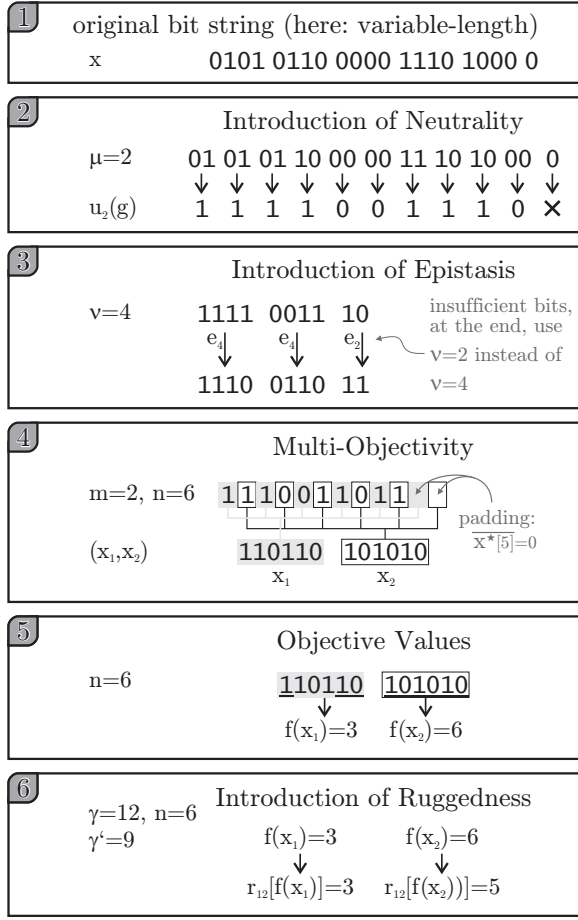 1
original bit string (here: variable-length)
x 0101 0110 0000 1110 1000 0
2
Introduction of Neutrality
μ=2 01 01 01 10 00 00 11 10 10 00 0
u₂(g) 1 1 1 1 0 0 1 1 1 0 ×
3
Introduction of Epistasis
ν=4 1111 0011 10
insufficient bits,
at the end, use
ν=2 instead of
ν=4
e₄ e₄ e₂
1110 0110 11
4
Multi-Objectivity
m=2, n=6 1110011011
padding:
x★[5]=0
(x₁,x₂) 110110 101010
x₁ x₂
5
Objective Values
n=6 110110 101010
f(x₁)=3 f(x₂)=6
6
Introduction of Ruggedness
γ=12, n=6
γ‘=9
f(x₁)=3 f(x₂)=6
r₁₂[f(x₁)]=3 r₁₂[f(x₂))]=5